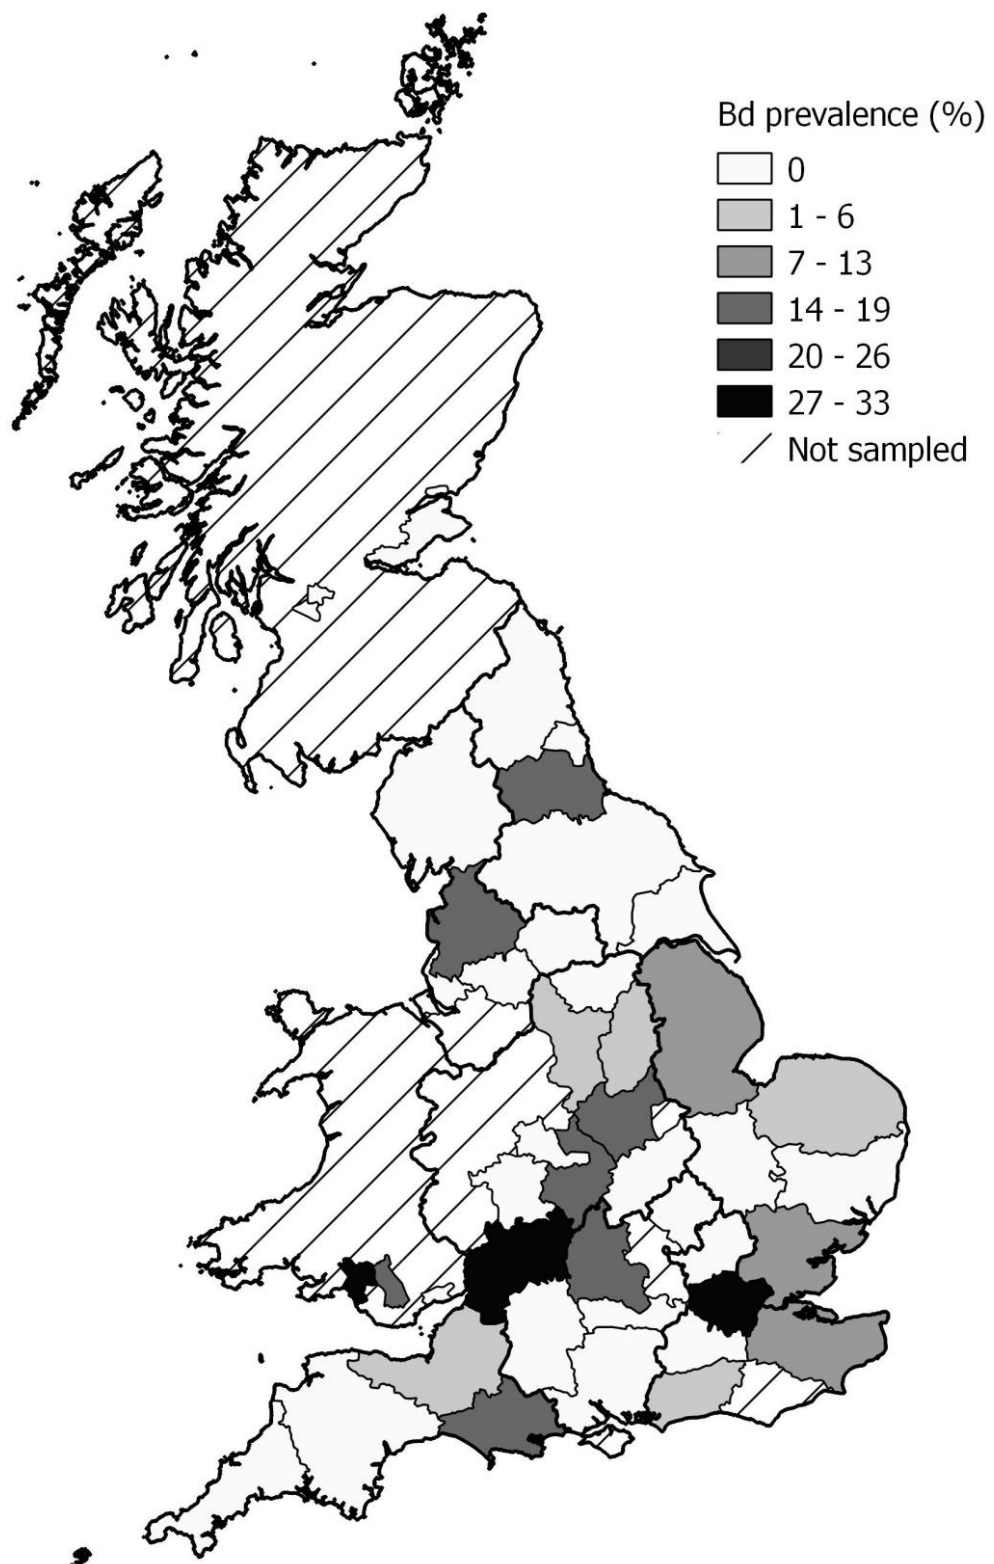 Bd prevalence (%)
0
1 - 6
7 - 13
14 - 19
20 - 26
27 - 33
Not sampled